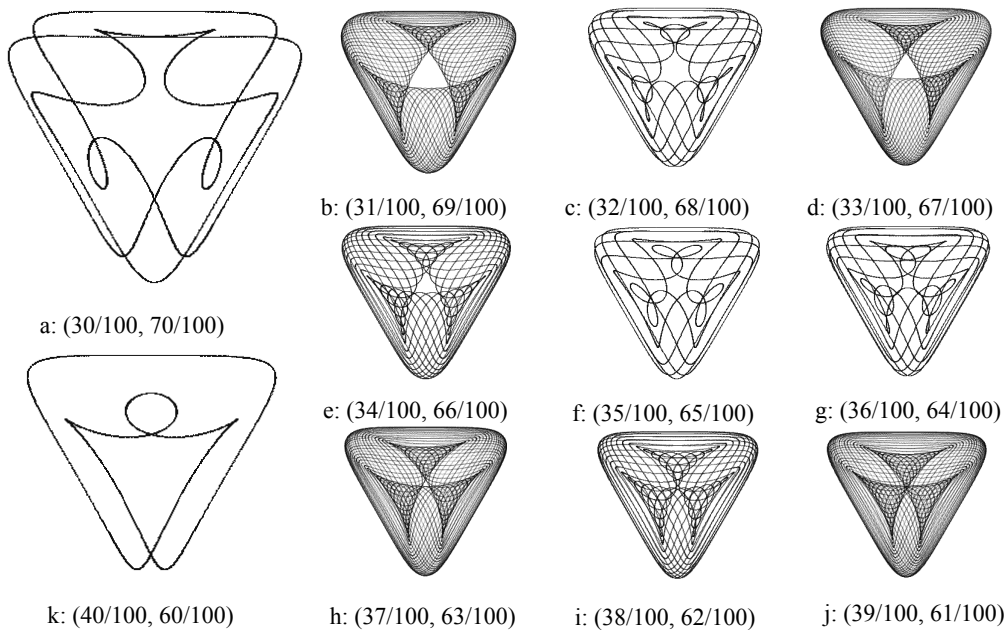 b: (31/100, 69/100)
c: (32/100, 68/100)
d: (33/100, 67/100)
a: (30/100, 70/100)
e: (34/100, 66/100)
f: (35/100, 65/100)
g: (36/100, 64/100)
k: (40/100, 60/100)
h: (37/100, 63/100)
i: (38/100, 62/100)
j: (39/100, 61/100)